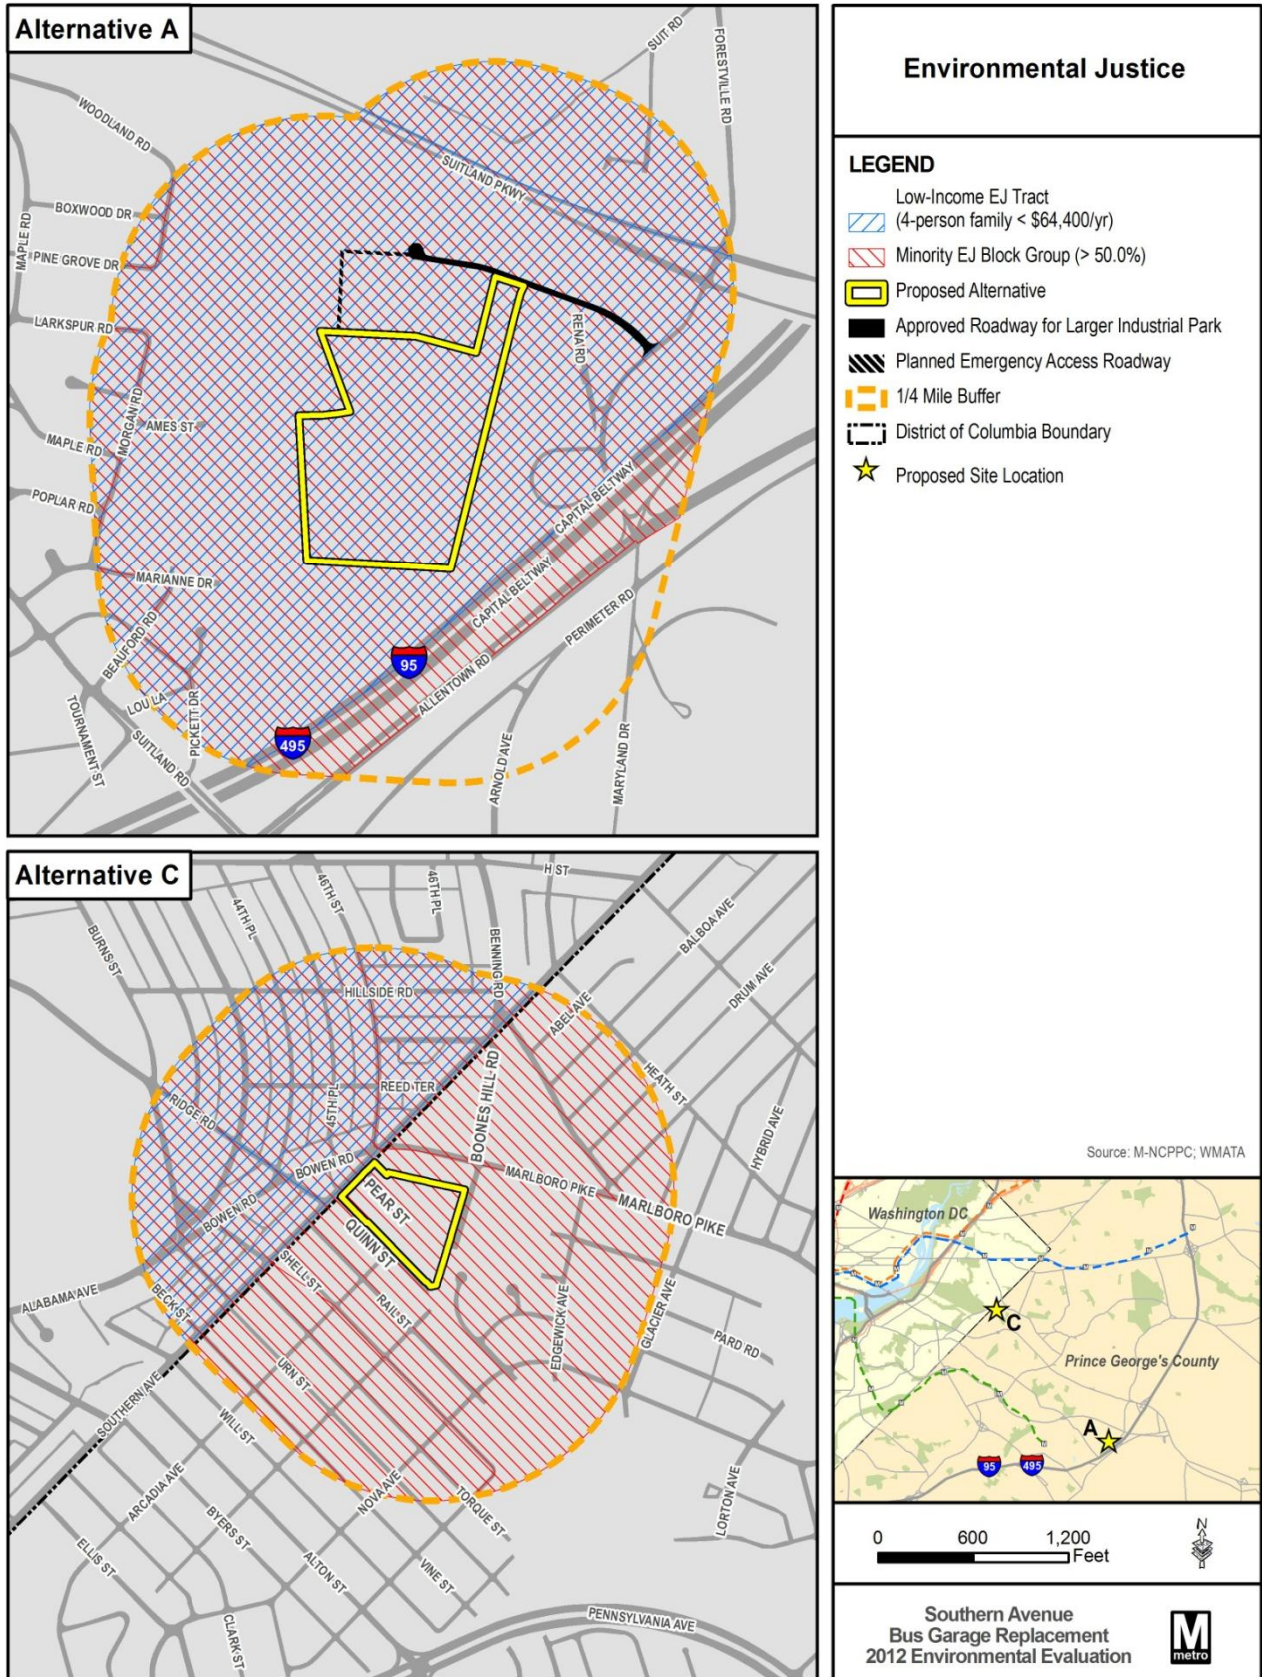 Alternative A
SUIT RD
FORESTVILLE RD
WOODLAND RD
SUITLAND PKWY
BOXWOOD DR
MAPLE RD
PINE GROVE DR
LARKSPUR RD
RENA RD
MORGAN RD
AMES ST
MAPLE RD
POPLAR RD
CAPITAL BELTWAY
MARIANNE DR
CAPITAL BELTWAY
PERIMETER RD
BEAUFORD RD
95
ALLENTOWN RD
LOU LA
PICKETT DR
TOURNAMENT ST
SUITLAND RD
495
ARNOLD AVE
MARYLAND DR
Alternative C
H ST
46TH ST
46TH PL
44TH PL
BURNS ST
BENNING RD
BALBOA AVE
DRUM AVE
HILLSIDE RD
ABEL AVE
HEATH ST
REED TER
45TH PL
BOONES HILL RD
RIDGE RD
HYBRID AVE
BOWEN RD
MARLBORO PIKE
MARLBORO PIKE
PEAR ST
BOWEN RD
QUINN ST
SHELL ST
ALABAMA AVE
BECK ST
RAIL ST
EDGEWICK AVE
GLACIER AVE
PARD RD
URN ST
SOUTHERN AVE
WILL ST
ARCADIA AVE
NOVA AVE
TORQUE ST
LORTON AVE
BYERS ST
ELLIS ST
ALTON ST
VINE ST
CLARK ST
PENNSYLVANIA AVE
Environmental Justice
LEGEND
Low-Income EJ Tract
(4-person family < $64,400/yr)
Minority EJ Block Group (> 50.0%)
Proposed Alternative
Approved Roadway for Larger Industrial Park
Planned Emergency Access Roadway
1/4 Mile Buffer
District of Columbia Boundary
Proposed Site Location
Source: M-NCPPC; WMATA
Washington DC
C
Prince George's County
A
95
495
0 600 1,200
Feet
N
Southern Avenue
Bus Garage Replacement
2012 Environmental Evaluation
M
metro